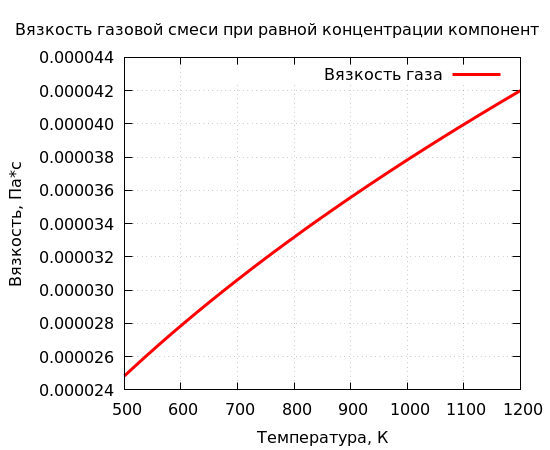 Вязкость газовой смеси при равной концентрации компонент
Вязкость газа
0.000044
0.000042
0.000040
0.000038
0.000036
0.000034
0.000032
0.000030
0.000028
0.000026
0.000024
Вязкость, Па*с
500 600 700 800 900 1000 1100 1200
Температура, К